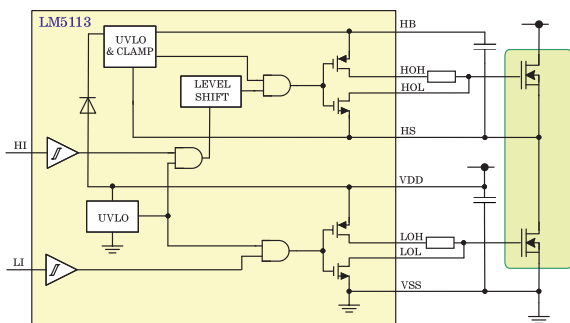 LM5113
HB
UVLO
& CLAMP
LEVEL
SHIFT
HOH
HOL
HS
HI
VDD
UVLO
LOH
LOL
LI
VSS